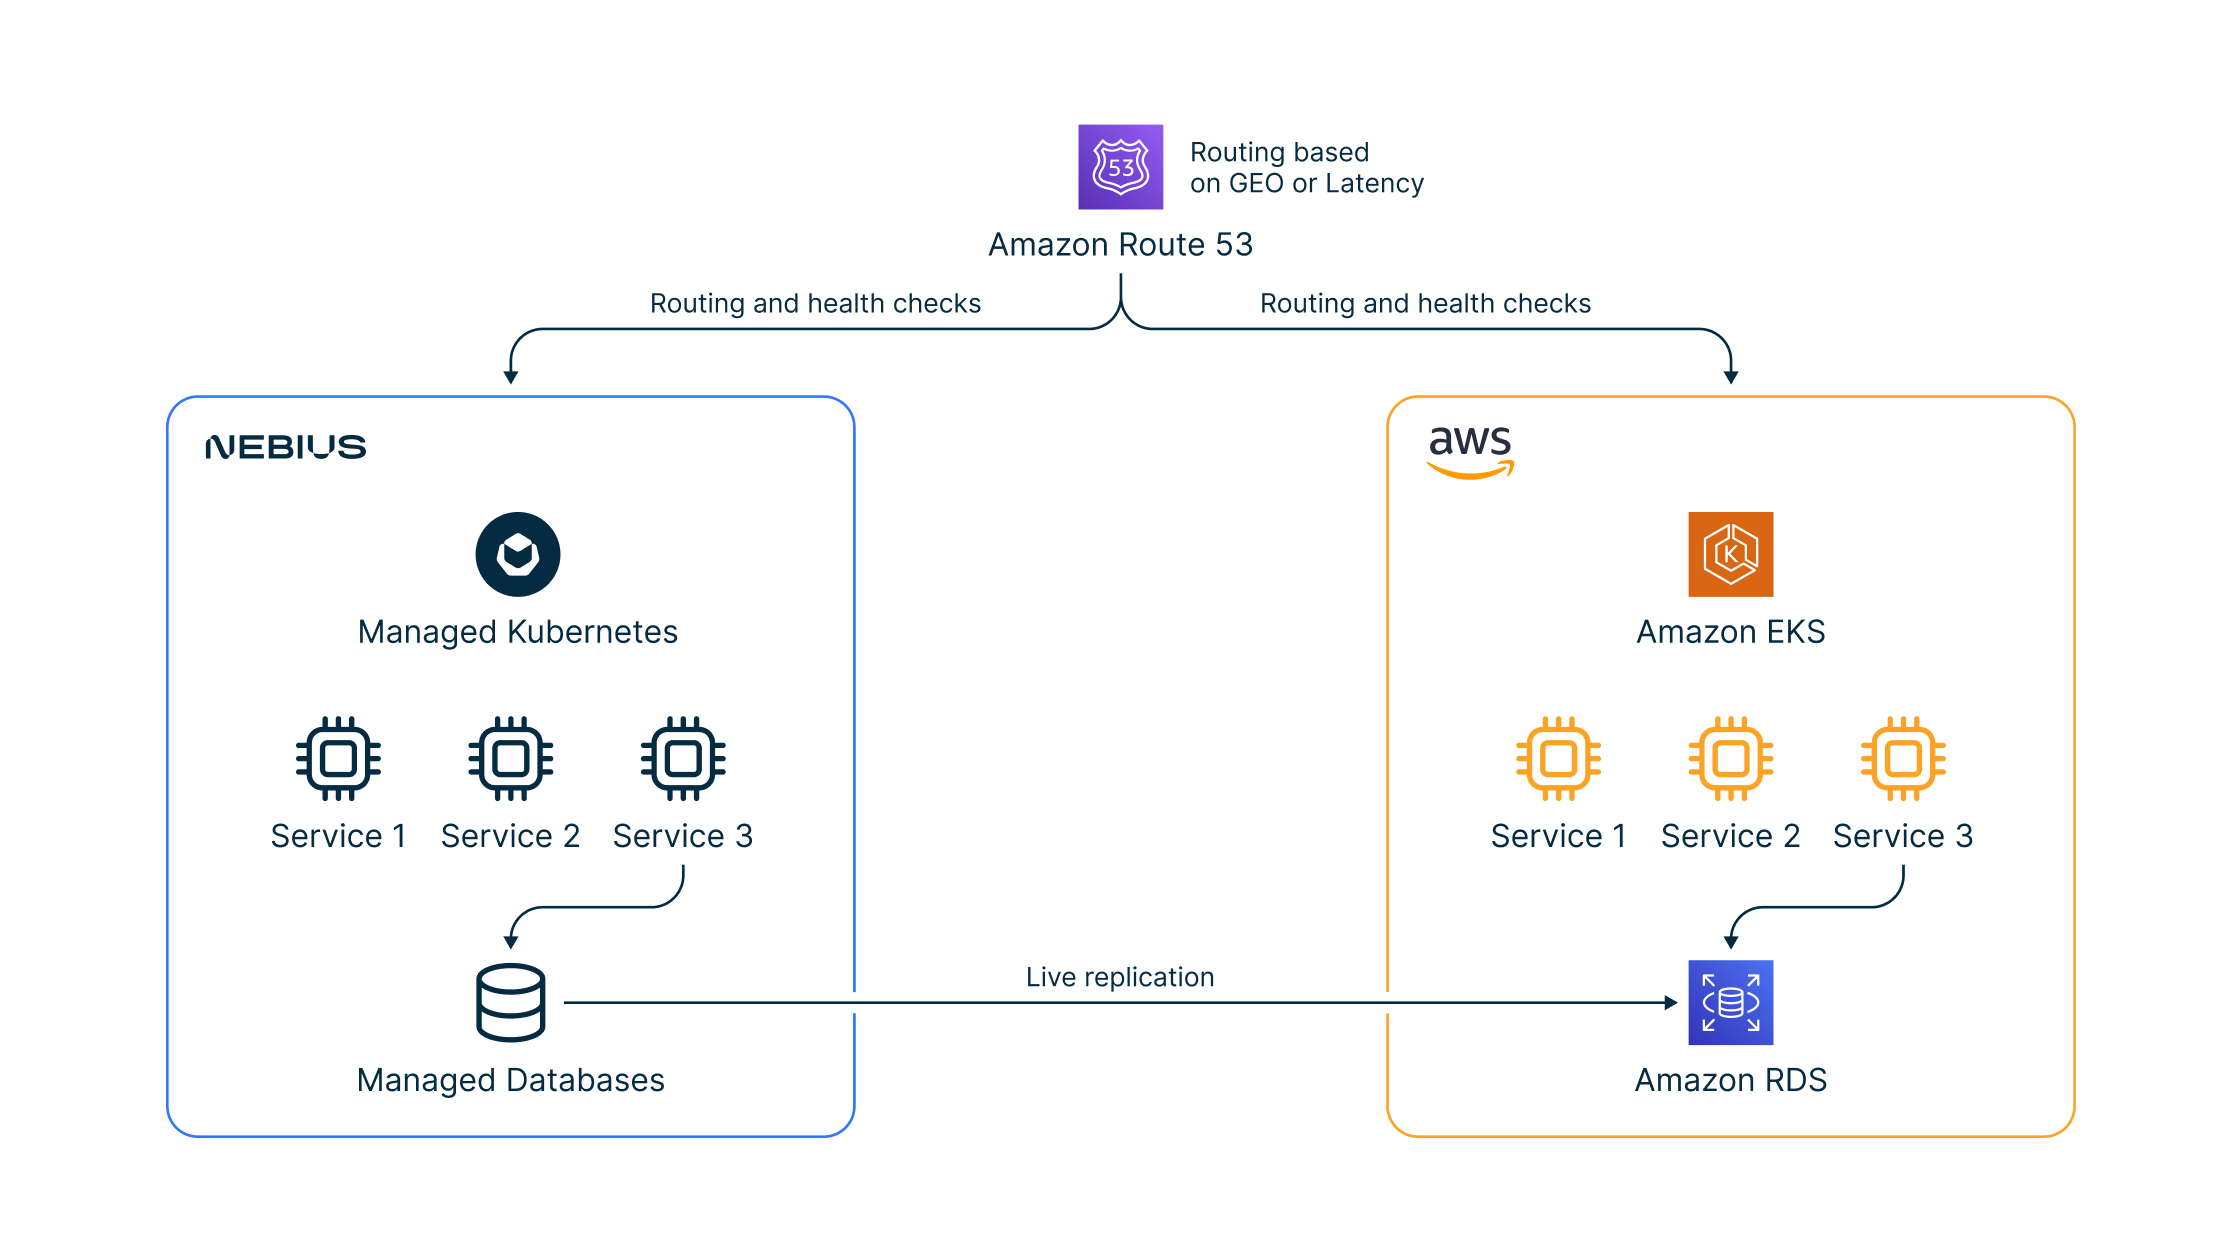 53
Routing based
on GEO or Latency
Amazon Route 53
Routing and health checks
Routing and health checks
NEBIUS
Managed Kubernetes
Service 1
Service 2
Service 3
Managed Databases
Live replication
aws
K
Amazon EKS
Service 1
Service 2
Service 3
Amazon RDS